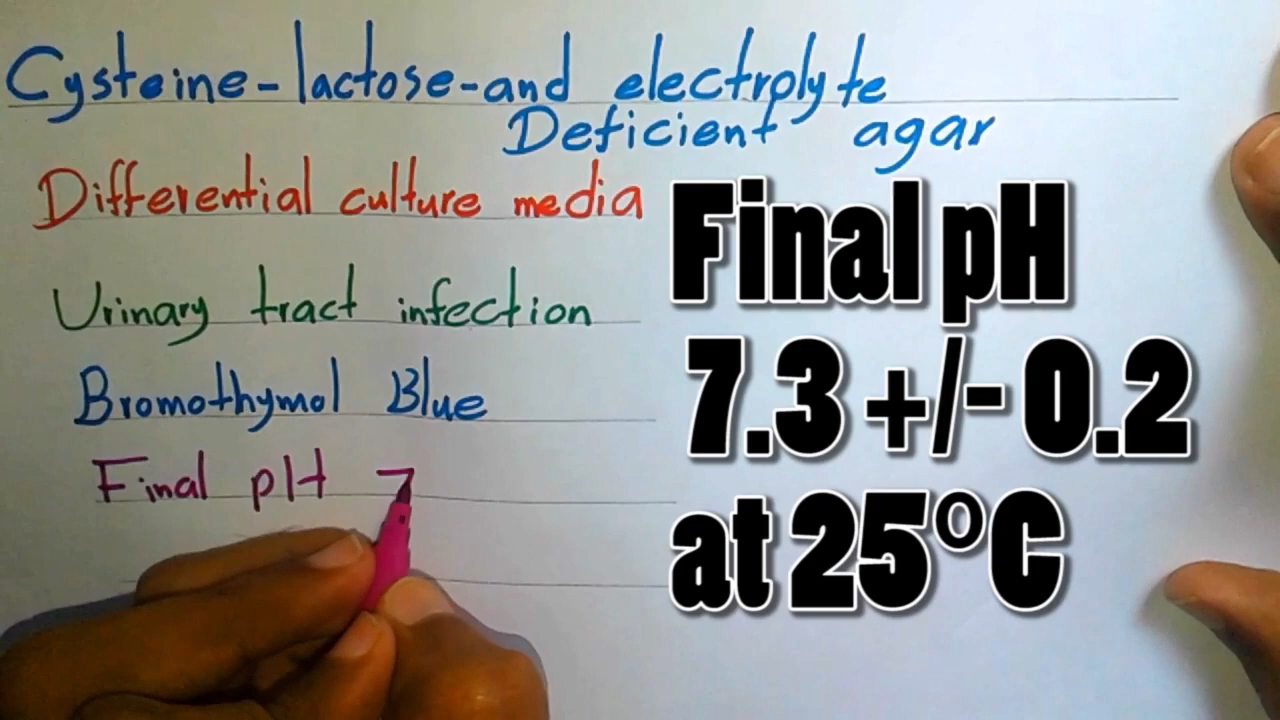 Cysteine-lactose-and electrolyte
Deficient agar
Differential culture media
Urinary tract infection
Bromothymol Blue
Final pH 7
Final pH
7.3 +/- 0.2
at 25°C